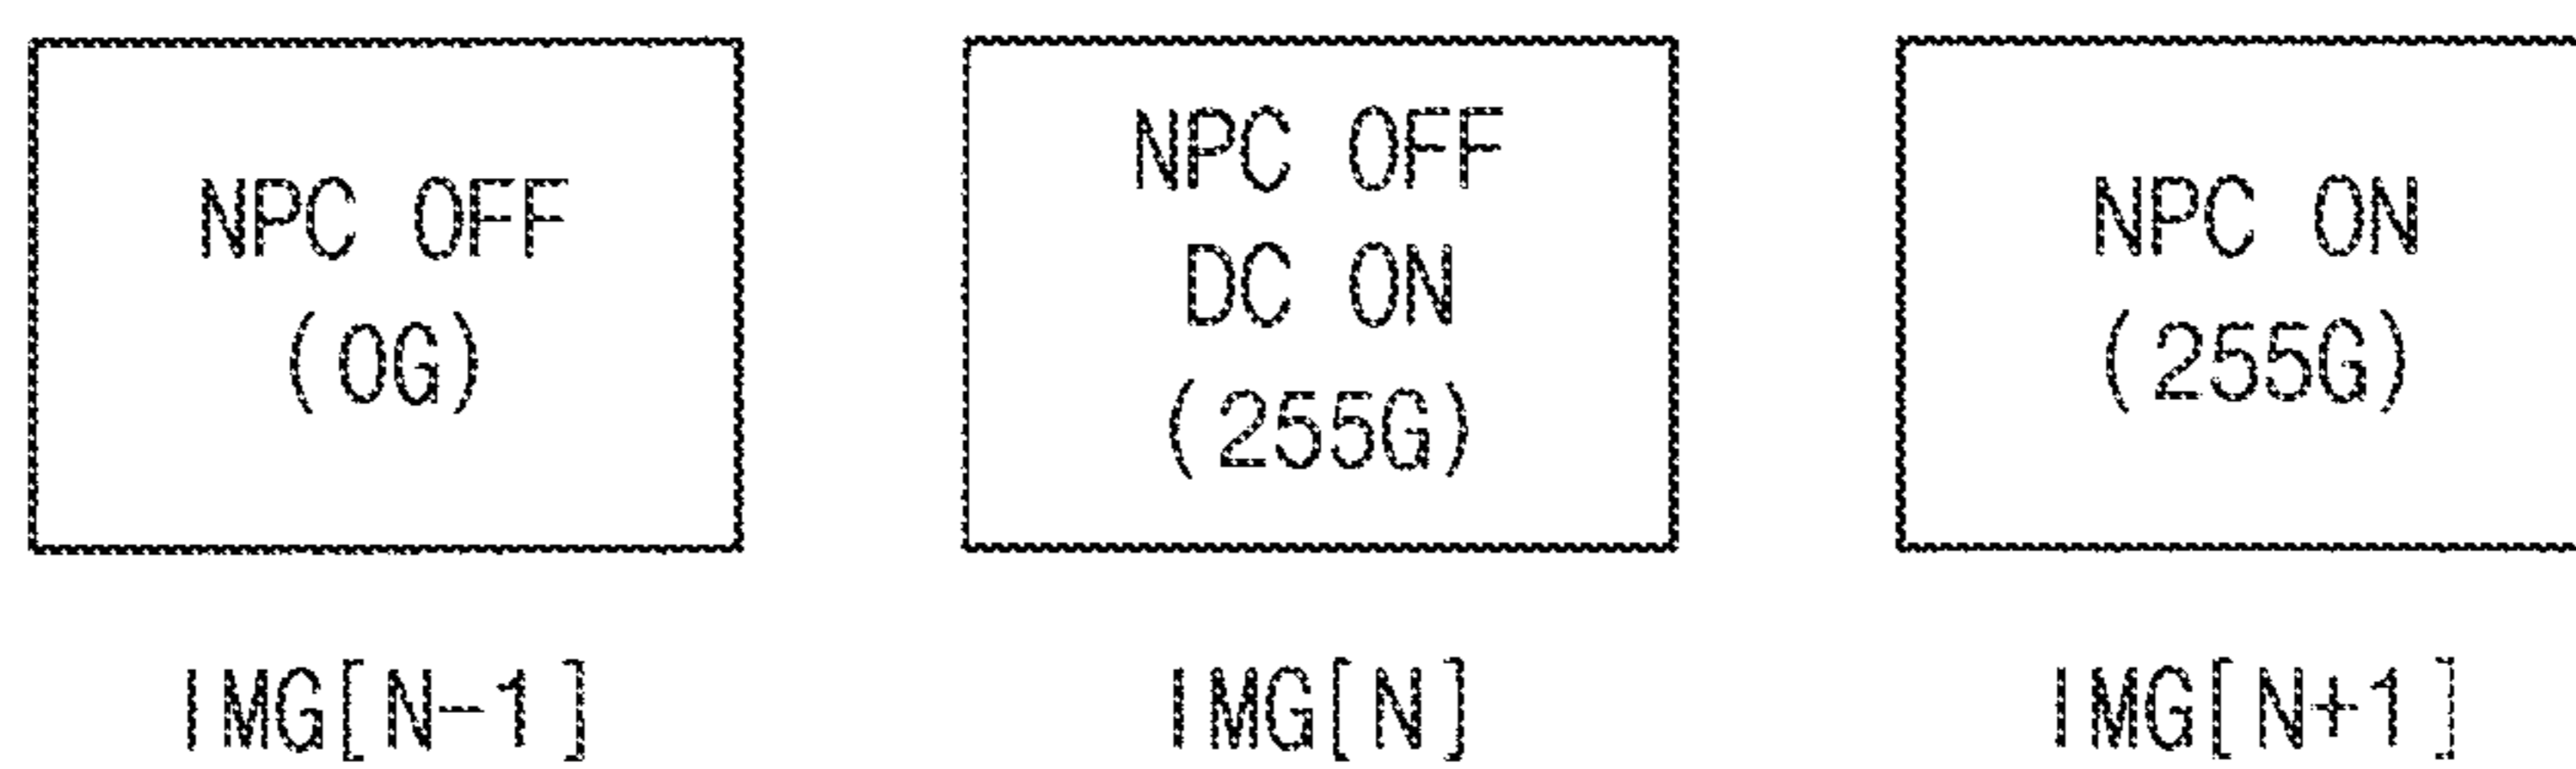 NPC OFF
(0G)
IMG[N-1]
NPC OFF
DC ON
(255G)
IMG[N]
NPC ON
(255G)
IMG[N+1]